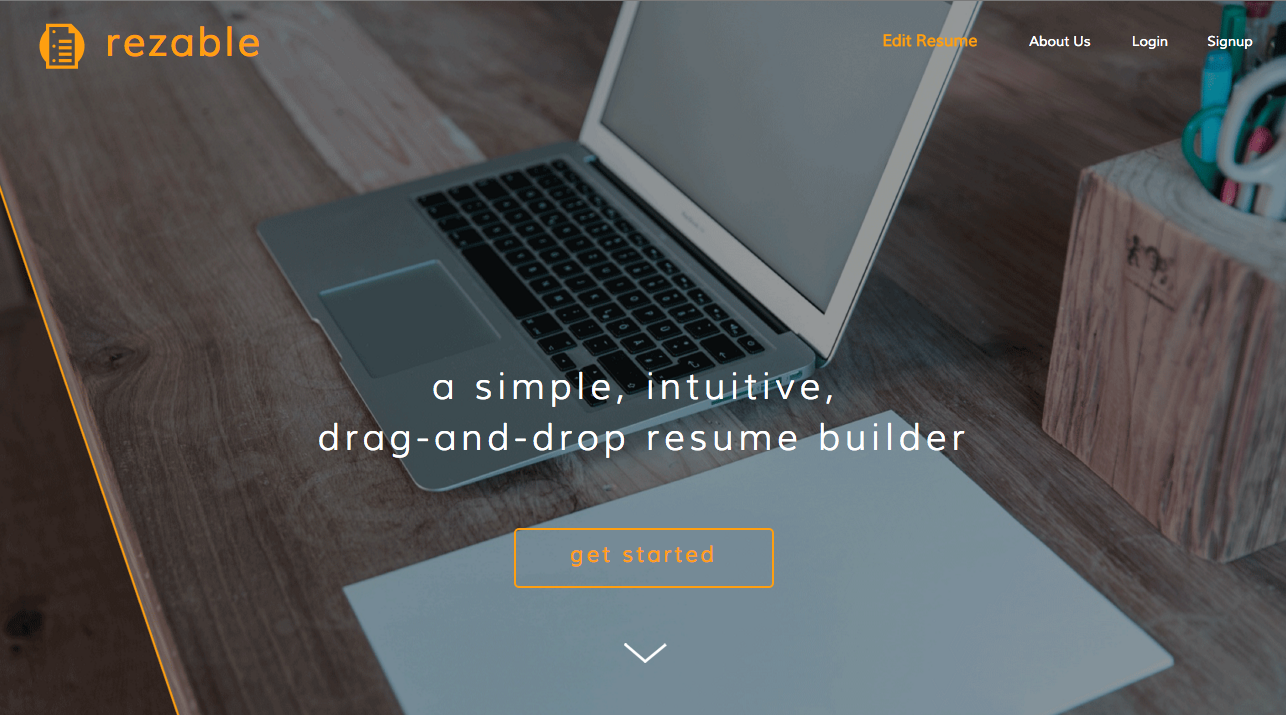 rezable
Edit Resume
About Us
Login
Signup
a simple, intuitive,
drag-and-drop resume builder
get started